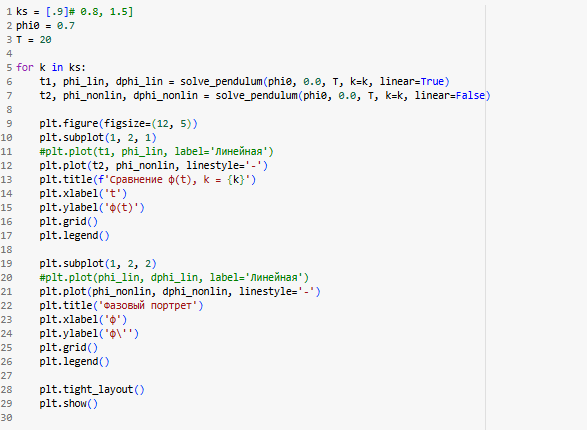 1 ks = [.9]# 0.8, 1.5]
2 phi0 = 0.7
3 T = 20
4
5 for k in ks:
6     t1, phi_lin, dphi_lin = solve_pendulum(phi0, 0.0, T, k=k, linear=True)
7     t2, phi_nonlin, dphi_nonlin = solve_pendulum(phi0, 0.0, T, k=k, linear=False)
8
9     plt.figure(figsize=(12, 5))
10     plt.subplot(1, 2, 1)
11     #plt.plot(t1, phi_lin, label='Линейная')
12     plt.plot(t2, phi_nonlin, linestyle='-')
13     plt.title(f'Сравнение ф(t), k = {k}')
14     plt.xlabel('t')
15     plt.ylabel('ф(t)')
16     plt.grid()
17     plt.legend()
18
19     plt.subplot(1, 2, 2)
20     #plt.plot(phi_lin, dphi_lin, label='Линейная')
21     plt.plot(phi_nonlin, dphi_nonlin, linestyle='-')
22     plt.title('Фазовый портрет')
23     plt.xlabel('ф')
24     plt.ylabel('ф\'')
25     plt.grid()
26     plt.legend()
27
28     plt.tight_layout()
29     plt.show()
30